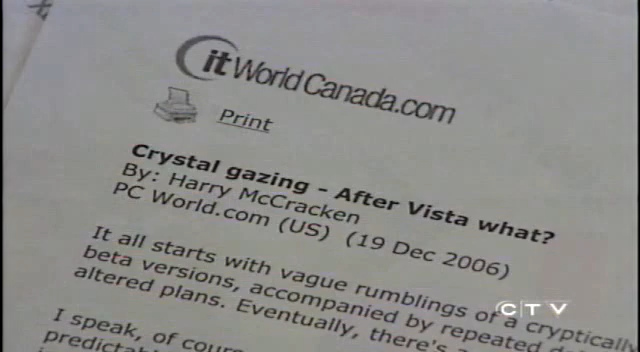 itWorldCanada.com
Print
Crystal gazing - After Vista what?
By: Harry McCracken
PC World.com (US) (19 Dec 2006)
It all starts with vague rumblings of a cryptically
beta versions, accompanied by repeated
altered plans. Eventually, there's
I speak, of
CTV